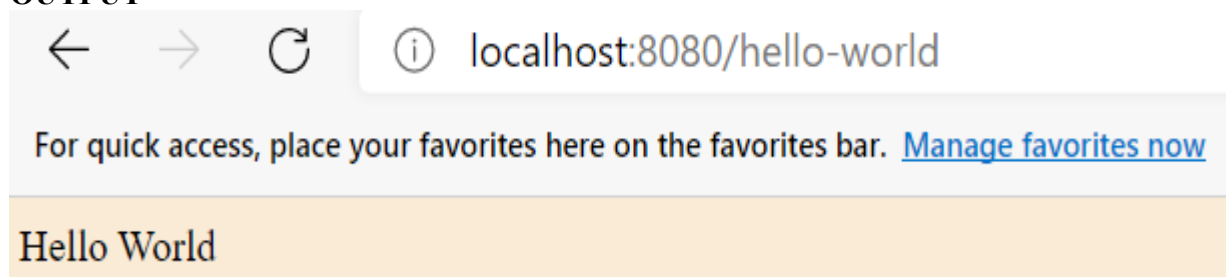 OUTPUT
localhost:8080/hello-world
For quick access, place your favorites here on the favorites bar. Manage favorites now
Hello World